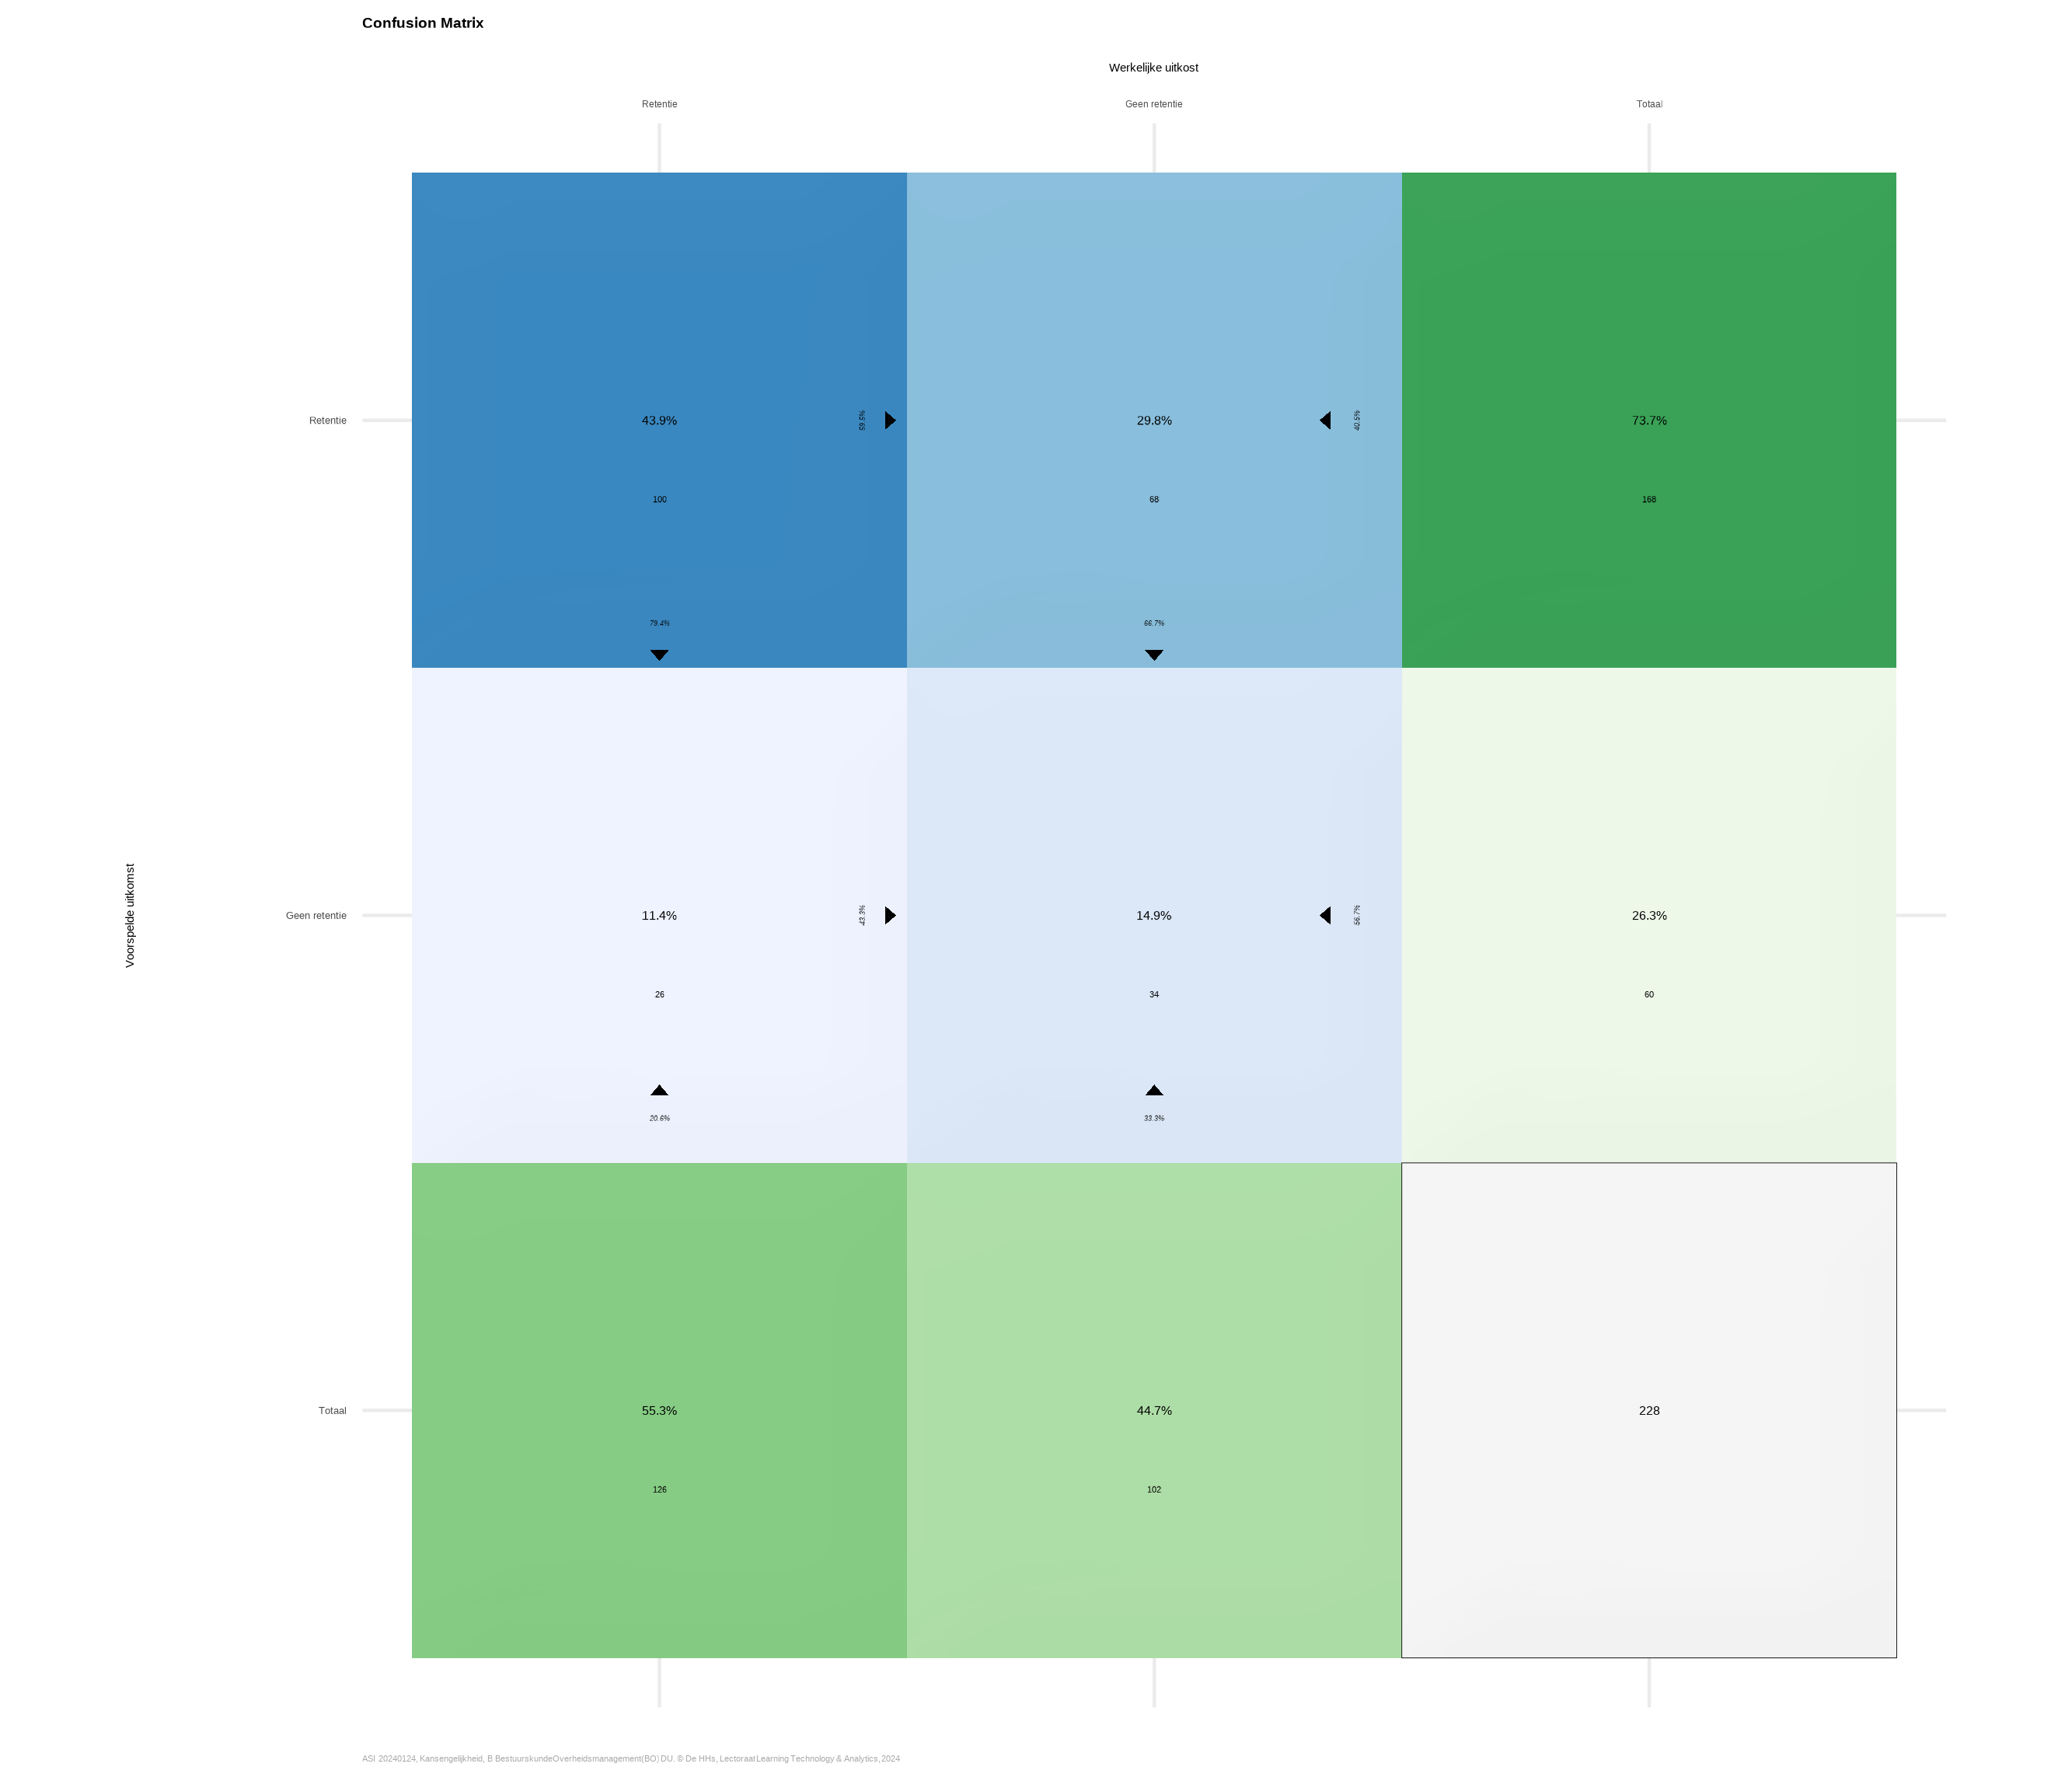 Confusion Matrix
Werkelijke uitkost
Retentie Geen retentie Totaal
Retentie
43.9% 59.5% 29.8% 40.5% 73.7%
100 68 168
79.4% 66.7%
Voorspelde uitkomst
Geen retentie
11.4% 43.3% 14.9% 56.7% 26.3%
26 34 60
20.6% 33.3%
Totaal
55.3% 44.7% 228
126 102
ASI 20240124, Kansengelijkheid, B BestuurskundeOverheidsmanagement(BO) DU. © De HHs, Lectoraat Learning Technology & Analytics, 2024